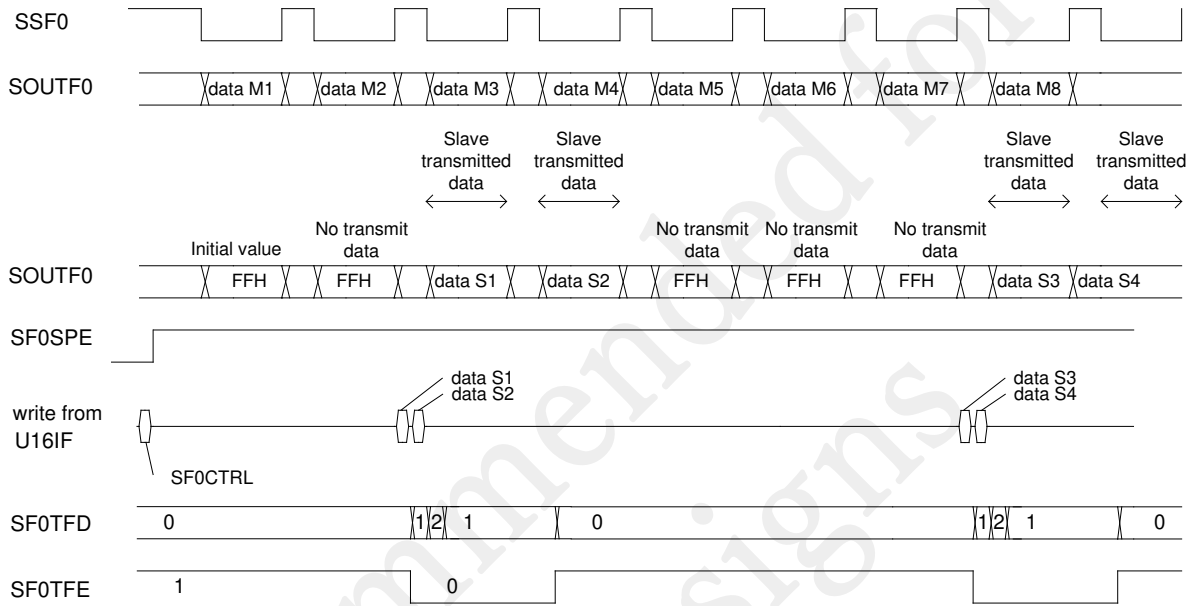 SSF0
SOUTF0 data M1 data M2 data M3 data M4 data M5 data M6 data M7 data M8
Slave Slave Slave Slave
transmitted transmitted transmitted transmitted
data data data data
No transmit No transmit No transmit No transmit
Initial value data data data data
SOUTF0 FFH FFH data S1 data S2 FFH FFH FFH data S3 data S4
SF0SPE
data S1 data S3
data S2 data S4
write from
U16IF
SF0CTRL
SF0TFD 0 1 2 1 0 1 2 1 0
SF0TFE 1 0